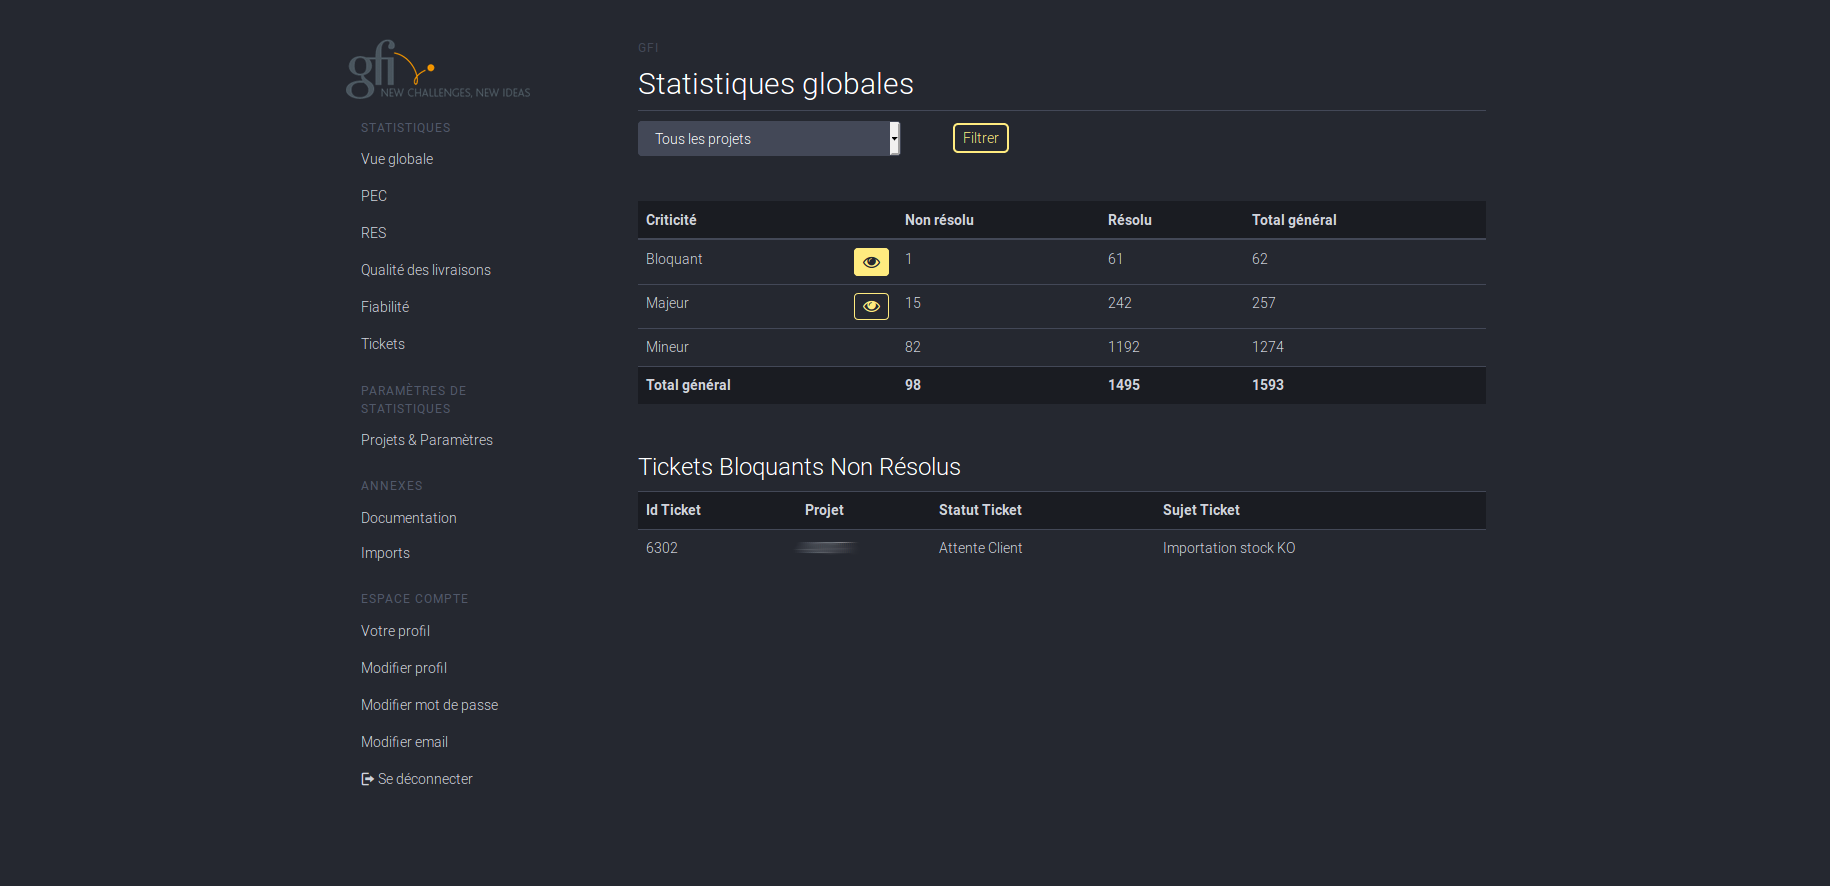 gfi
NEW CHALLENGES, NEW IDEAS
STATISTIQUES
Vue globale
PEC
RES
Qualité des livraisons
Fiabilité
Tickets
PARAMÈTRES DE
STATISTIQUES
Projets & Paramètres
ANNEXES
Documentation
Imports
ESPACE COMPTE
Votre profil
Modifier profil
Modifier mot de passe
Modifier email
Se déconnecter
GFI
Statistiques globales
Tous les projets Filtrer
Criticité Non résolu Résolu Total général
Bloquant 1 61 62
Majeur 15 242 257
Mineur 82 1192 1274
Total général 98 1495 1593
Tickets Bloquants Non Résolus
Id Ticket Projet Statut Ticket Sujet Ticket
6302 Attente Client Importation stock KO